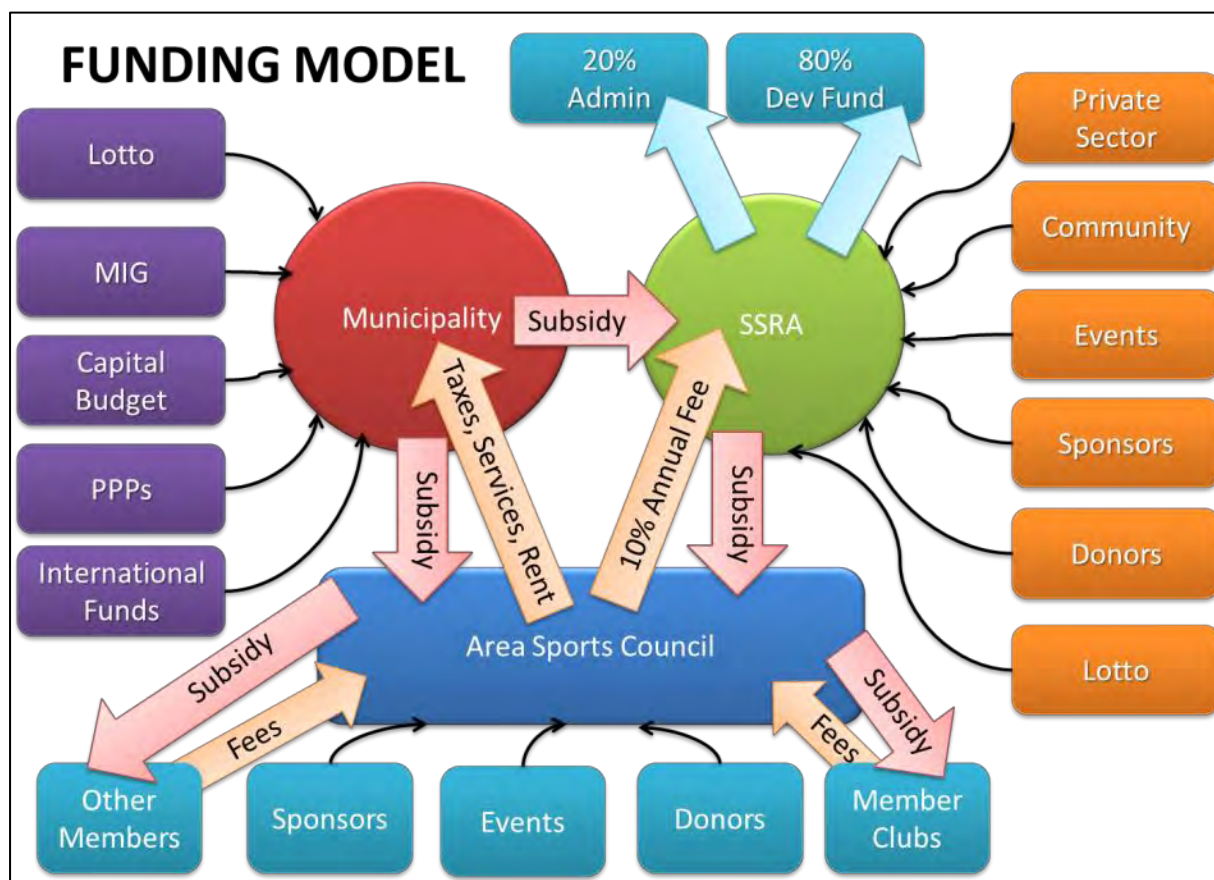 FUNDING MODEL
20%
Admin
80%
Dev Fund
Lotto
MIG
Capital
Budget
PPPs
International
Funds
Municipality
Subsidy
SSRA
Private
Sector
Community
Events
Sponsors
Donors
Lotto
Subsidy
Taxes, Services, Rent
10% Annual Fee
Subsidy
Area Sports Council
Subsidy
Fees
Fees
Subsidy
Other
Members
Sponsors
Events
Donors
Member
Clubs